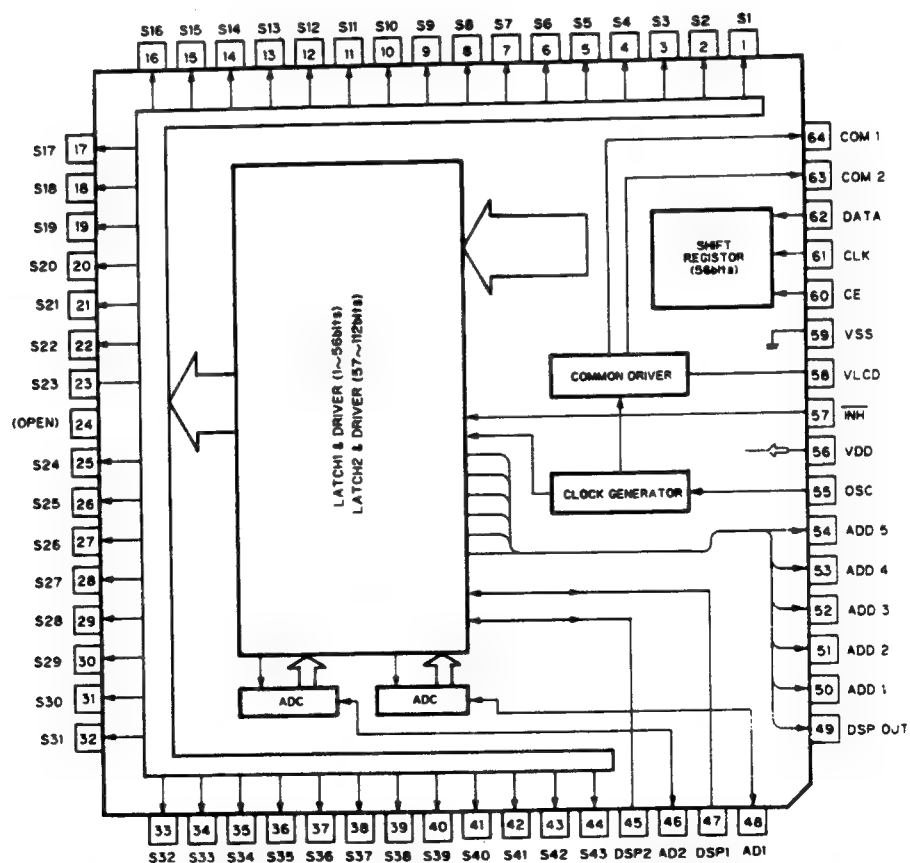 S16 S15 S14 S13 S12 S11 S10 S9 S8 S7 S6 S5 S4 S3 S2 S1
16 15 14 13 12 11 10 9 8 7 6 5 4 3 2 1
S17 17
S18 18
S19 19
S20 20
S21 21
S22 22
S23 23
(OPEN) 24
S24 25
S25 26
S26 27
S27 28
S28 29
S29 30
S30 31
S31 32
LATCH1 & DRIVER (1~56bits)
LATCH2 & DRIVER (57~112bits)
SHIFT
REGISTOR
(56bits)
COMMON DRIVER
CLOCK GENERATOR
ADC
ADC
64 COM 1
63 COM 2
62 DATA
61 CLK
60 CE
59 VSS
58 VLCD
57 INH
56 VDD
55 OSC
54 ADD 5
53 ADD 4
52 ADD 3
51 ADD 2
50 ADD 1
49 DSP OUT
33 34 35 36 37 38 39 40 41 42 43 44 45 46 47 48
S32 S33 S34 S35 S36 S37 S38 S39 S40 S41 S42 S43 DSP2 AD2 DSP1 AD1